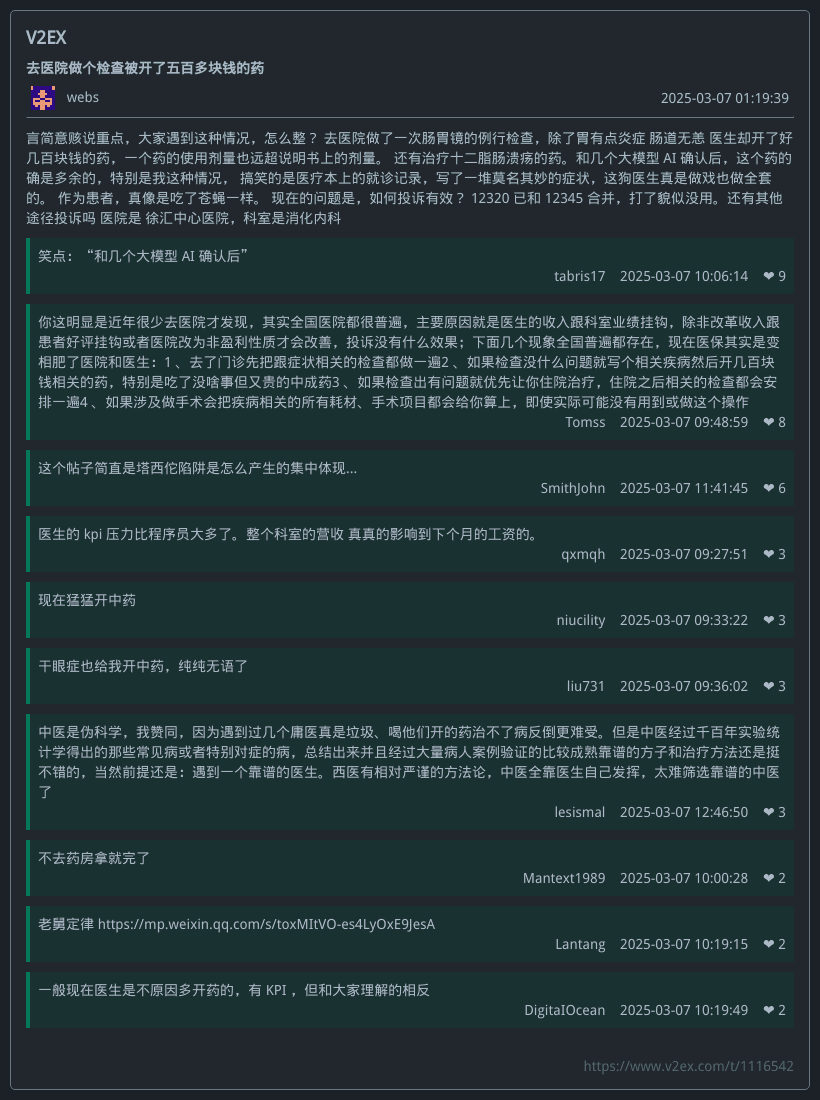 V2EX
去医院做个检查被开了五百多块钱的药
webs
2025-03-07 01:19:39
言简意赅说重点，大家遇到这种情况，怎么整？ 去医院做了一次肠胃镜的例行检查，除了胃有点炎症 肠道无恙 医生却开了好
几百块钱的药，一个药的使用剂量也远超说明书上的剂量。 还有治疗十二脂肠溃疡的药。和几个大模型 AI 确认后，这个药的
确是多余的，特别是我这种情况， 搞笑的是医疗本上的就诊记录，写了一堆莫名其妙的症状，这狗医生真是做戏也做全套
的。 作为患者，真像是吃了苍蝇一样。 现在的问题是，如何投诉有效？12320 已和 12345 合并，打了貌似没用。还有其他
途径投诉吗 医院是 徐汇中心医院，科室是消化内科
笑点： “和几个大模型 AI 确认后”
tabris17 2025-03-07 10:06:14 ❤ 9
你这明显是近年很少去医院才发现，其实全国医院都很普遍，主要原因就是医生的收入跟科室业绩挂钩，除非改革收入跟
患者好评挂钩或者医院改为非盈利性质才会改善，投诉没有什么效果；下面几个现象全国普遍都存在，现在医保其实是变
相肥了医院和医生：1 、去了门诊先把跟症状相关的检查都做一遍2 、如果检查没什么问题就写个相关疾病然后开几百块
钱相关的药，特别是吃了没啥事但又贵的中成药3 、如果检查出有问题就优先让你住院治疗，住院之后相关的检查都会安
排一遍4 、如果涉及做手术会把疾病相关的所有耗材、手术项目都会给你算上，即使实际可能没有用到或做这个操作
Tomss 2025-03-07 09:48:59 ❤ 8
这个帖子简直是塔西佗陷阱是怎么产生的集中体现...
SmithJohn 2025-03-07 11:41:45 ❤ 6
医生的 kpi 压力比程序员大多了。整个科室的营收 真真的影响到下个月的工资的。
qxmqh 2025-03-07 09:27:51 ❤ 3
现在猛猛开中药
niucility 2025-03-07 09:33:22 ❤ 3
干眼症也给我开中药，纯纯无语了
liu731 2025-03-07 09:36:02 ❤ 3
中医是伪科学，我赞同，因为遇到过几个庸医真是垃圾、喝他们开的药治不了病反倒更难受。但是中医经过千百年实验统
计学得出的那些常见病或者特别对症的病，总结出来并且经过大量病人案例验证的比较成熟靠谱的方子和治疗方法还是挺
不错的，当然前提还是：遇到一个靠谱的医生。西医有相对严谨的方法论，中医全靠医生自己发挥，太难筛选靠谱的中医
了
lesismal 2025-03-07 12:46:50 ❤ 3
不去药房拿就完了
Mantext1989 2025-03-07 10:00:28 ❤ 2
老舅定律 https://mp.weixin.qq.com/s/toxMItVO-es4LyOxE9JesA
Lantang 2025-03-07 10:19:15 ❤ 2
一般现在医生是不原因多开药的，有 KPI ，但和大家理解的相反
DigitaIOcean 2025-03-07 10:19:49 ❤ 2
https://www.v2ex.com/t/1116542